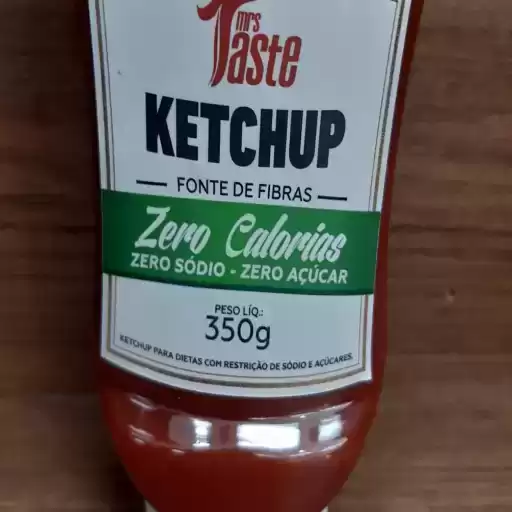 mrs
Taste
KETCHUP
FONTE DE FIBRAS
Zero Calorias
ZERO SÓDIO - ZERO AÇÚCAR
PESO LÍQ.:
350g
KETCHUP PARA DIETAS COM RESTRIÇÃO DE SÓDIO E AÇÚCARES.